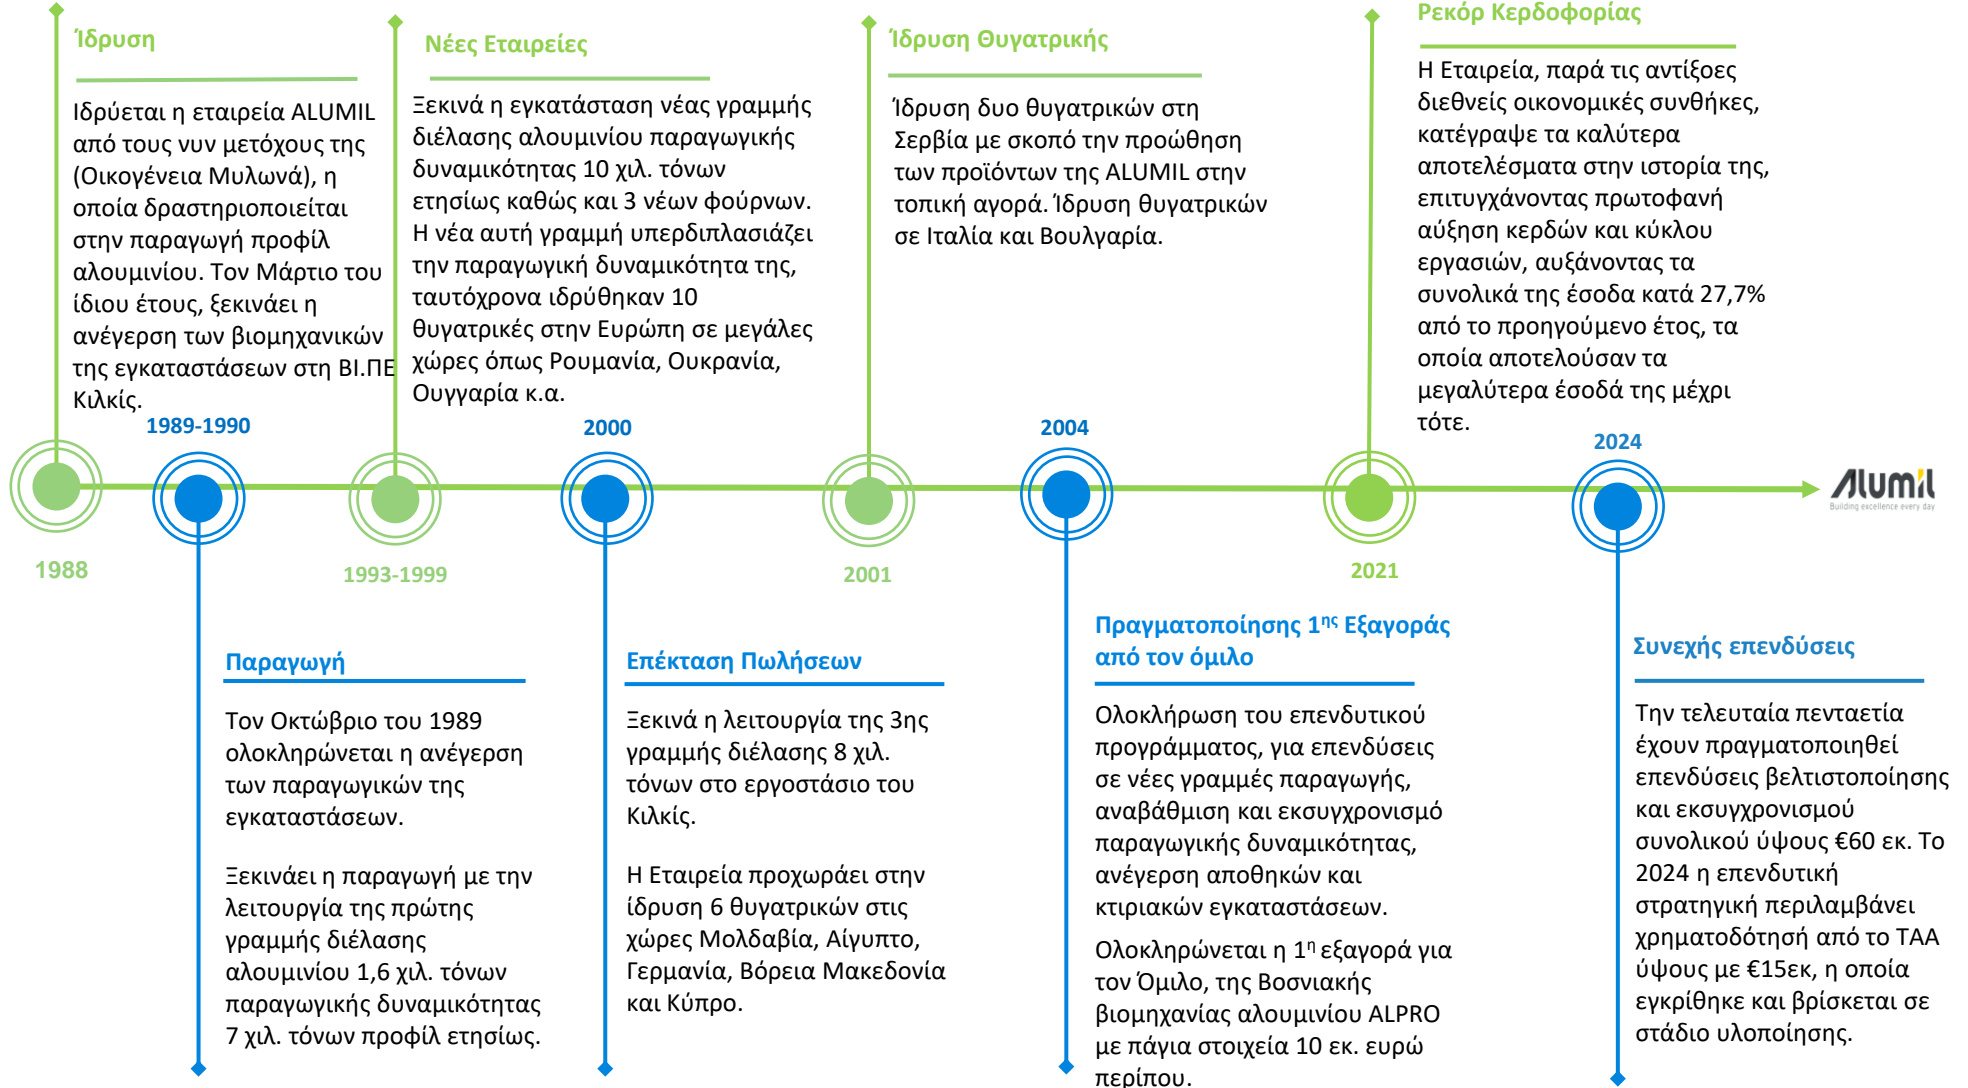 Ίδρυση
Ιδρύεται η εταιρεία ALUMIL
από τους νυν μετόχους της
(Οικογένεια Μυλωνά), η
οποία δραστηριοποιείται
στην παραγωγή προφίλ
αλουμινίου. Τον Μάρτιο του
ίδιου έτους, ξεκινάει η
ανέγερση των βιομηχανικών
της εγκαταστάσεων στη ΒΙ.ΠΕ
Κιλκίς.
1988
1989-1990
Παραγωγή
Τον Οκτώβριο του 1989
ολοκληρώνεται η ανέγερση
των παραγωγικών της
εγκαταστάσεων.
Ξεκινάει η παραγωγή με την
λειτουργία της πρώτης
γραμμής διέλασης
αλουμινίου 1,6 χιλ. τόνων
παραγωγικής δυναμικότητας
7 χιλ. τόνων προφίλ ετησίως.
Νέες Εταιρείες
Ξεκινά η εγκατάσταση νέας γραμμής
διέλασης αλουμινίου παραγωγικής
δυναμικότητας 10 χιλ. τόνων
ετησίως καθώς και 3 νέων φούρνων.
Η νέα αυτή γραμμή υπερδιπλασιάζει
την παραγωγική δυναμικότητα της,
ταυτόχρονα ιδρύθηκαν 10
θυγατρικές στην Ευρώπη σε μεγάλες
χώρες όπως Ρουμανία, Ουκρανία,
Ουγγαρία κ.α.
1993-1999
2000
Επέκταση Πωλήσεων
Ξεκινά η λειτουργία της 3ης
γραμμής διέλασης 8 χιλ.
τόνων στο εργοστάσιο του
Κιλκίς.
Η Εταιρεία προχωράει στην
ίδρυση 6 θυγατρικών στις
χώρες Μολδαβία, Αίγυπτο,
Γερμανία, Βόρεια Μακεδονία
και Κύπρο.
Ίδρυση Θυγατρικής
Ίδρυση δυο θυγατρικών στη
Σερβία με σκοπό την προώθηση
των προϊόντων της ALUMIL στην
τοπική αγορά. Ίδρυση θυγατρικών
σε Ιταλία και Βουλγαρία.
2001
2004
Πραγματοποίησης 1ης Εξαγοράς
από τον όμιλο
Ολοκλήρωση του επενδυτικού
προγράμματος, για επενδύσεις
σε νέες γραμμές παραγωγής,
αναβάθμιση και εκσυγχρονισμό
παραγωγικής δυναμικότητας,
ανέγερση αποθηκών και
κτιριακών εγκαταστάσεων.
Ολοκληρώνεται η 1η εξαγορά για
τον Όμιλο, της Βοσνιακής
βιομηχανίας αλουμινίου ALPRO
με πάγια στοιχεία 10 εκ. ευρώ
περίπου.
Ρεκόρ Κερδοφορίας
Η Εταιρεία, παρά τις αντίξοες
διεθνείς οικονομικές συνθήκες,
κατέγραψε τα καλύτερα
αποτελέσματα στην ιστορία της,
επιτυγχάνοντας πρωτοφανή
αύξηση κερδών και κύκλου
εργασιών, αυξάνοντας τα
συνολικά της έσοδα κατά 27,7%
από το προηγούμενο έτος, τα
οποία αποτελούσαν τα
μεγαλύτερα έσοδά της μέχρι
τότε.
2021
2024
Συνεχής επενδύσεις
Την τελευταία πενταετία
έχουν πραγματοποιηθεί
επενδύσεις βελτιστοποίησης
και εκσυγχρονισμού
συνολικού ύψους €60 εκ. Το
2024 η επενδυτική
στρατηγική περιλαμβάνει
χρηματοδότησή από το ΤΑΑ
ύψους με €15εκ, η οποία
εγκρίθηκε και βρίσκεται σε
στάδιο υλοποίησης.
Alumil
Building excellence every day